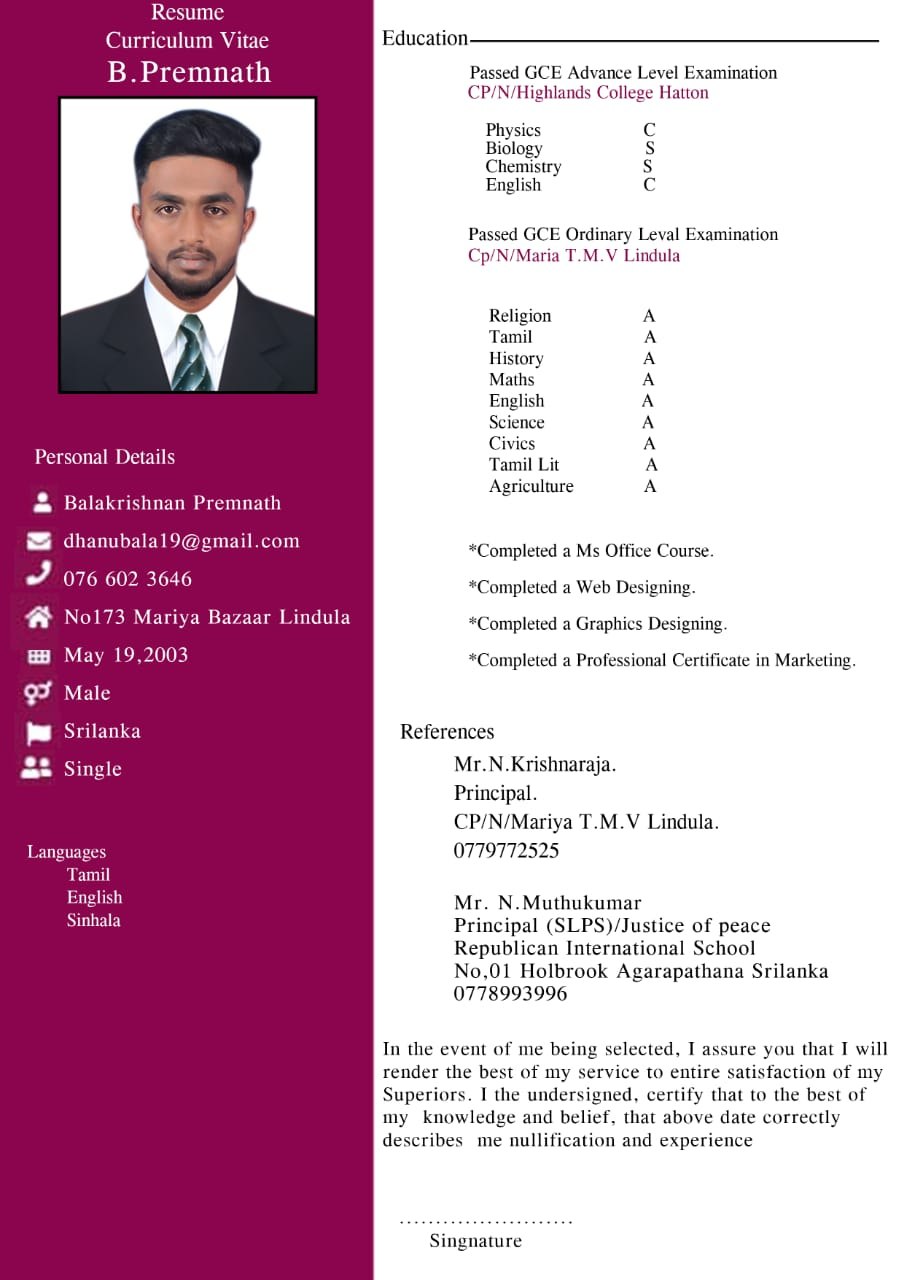 Resume
Curriculum Vitae
B.Premnath
Personal Details
Balakrishnan Premnath
dhanubala19@gmail.com
076 602 3646
No173 Mariya Bazaar Lindula
May 19,2003
Male
Srilanka
Single
Languages
Tamil
English
Sinhala
Education
Passed GCE Advance Level Examination
CP/N/Highlands College Hatton
Physics C
Biology S
Chemistry S
English C
Passed GCE Ordinary Leval Examination
Cp/N/Maria T.M.V Lindula
Religion A
Tamil A
History A
Maths A
English A
Science A
Civics A
Tamil Lit A
Agriculture A
*Completed a Ms Office Course.
*Completed a Web Designing.
*Completed a Graphics Designing.
*Completed a Professional Certificate in Marketing.
References
Mr.N.Krishnaraja.
Principal.
CP/N/Mariya T.M.V Lindula.
0779772525
Mr. N.Muthukumar
Principal (SLPS)/Justice of peace
Republican International School
No,01 Holbrook Agarapathana Srilanka
0778993996
In the event of me being selected, I assure you that I will
render the best of my service to entire satisfaction of my
Superiors. I the undersigned, certify that to the best of
my knowledge and belief, that above date correctly
describes me nullification and experience
........................
Singnature